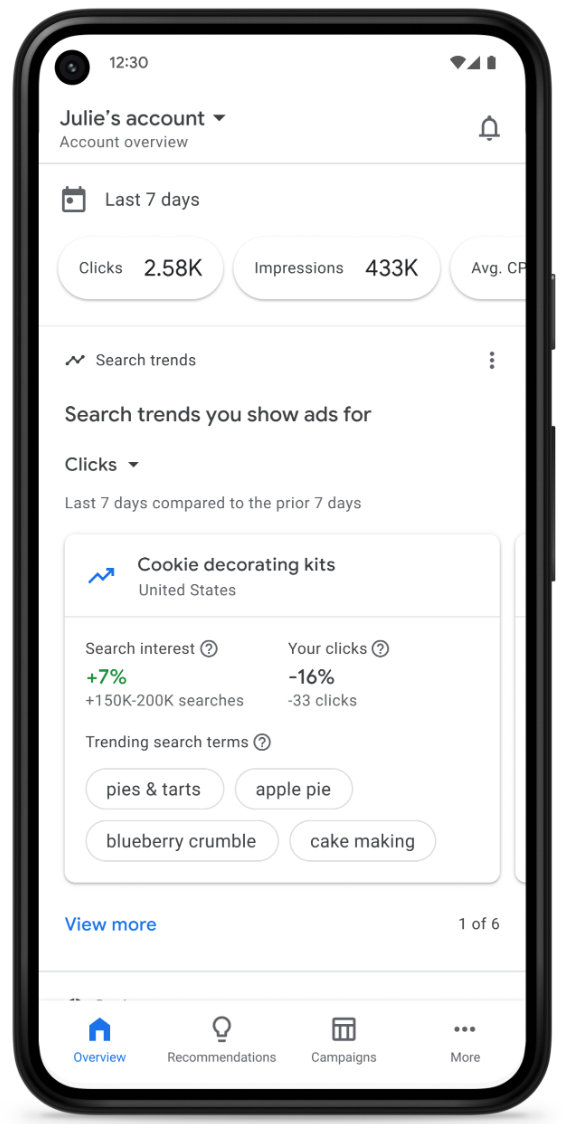 12:30
Julie's account
Account overview
Last 7 days
Clicks 2.58K Impressions 433K Avg. CP
Search trends
Search trends you show ads for
Clicks
Last 7 days compared to the prior 7 days
Cookie decorating kits
United States
Search interest ? Your clicks ?
+7% -16%
+150K-200K searches -33 clicks
Trending search terms ?
pies & tarts apple pie
blueberry crumble cake making
View more 1 of 6
Overview Recommendations Campaigns More